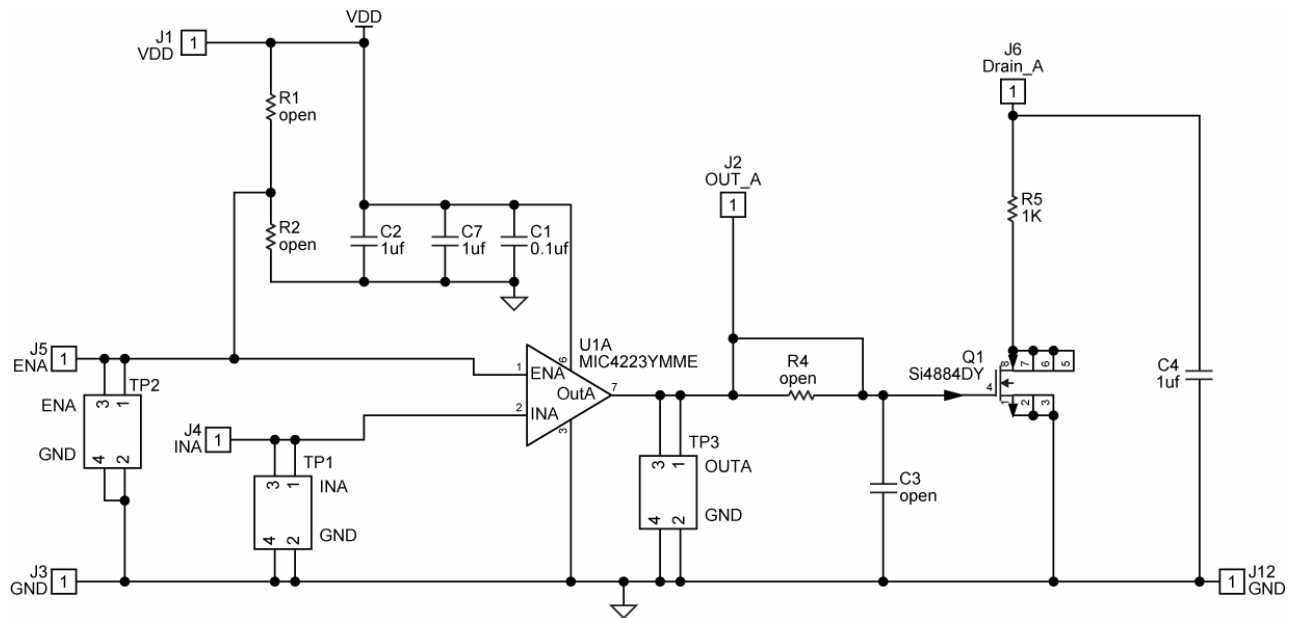 VDD
J1
VDD
1
J6
Drain_A
1
R1
open
J2
OUT_A
1
R5
1K
R2
open
C2
1uf
C7
1uf
C1
0.1uf
J5
ENA
1
U1A
MIC4223YMME
6
1
ENA
OutA
7
2
INA
3
R4
open
Q1
Si4884DY
4
8
7
6
5
1
2
3
C4
1uf
TP2
ENA
3
1
GND
4
2
J4
INA
1
TP1
3
1
INA
GND
4
2
TP3
3
1
OUTA
4
2
GND
C3
open
J3
GND
1
1
J12
GND